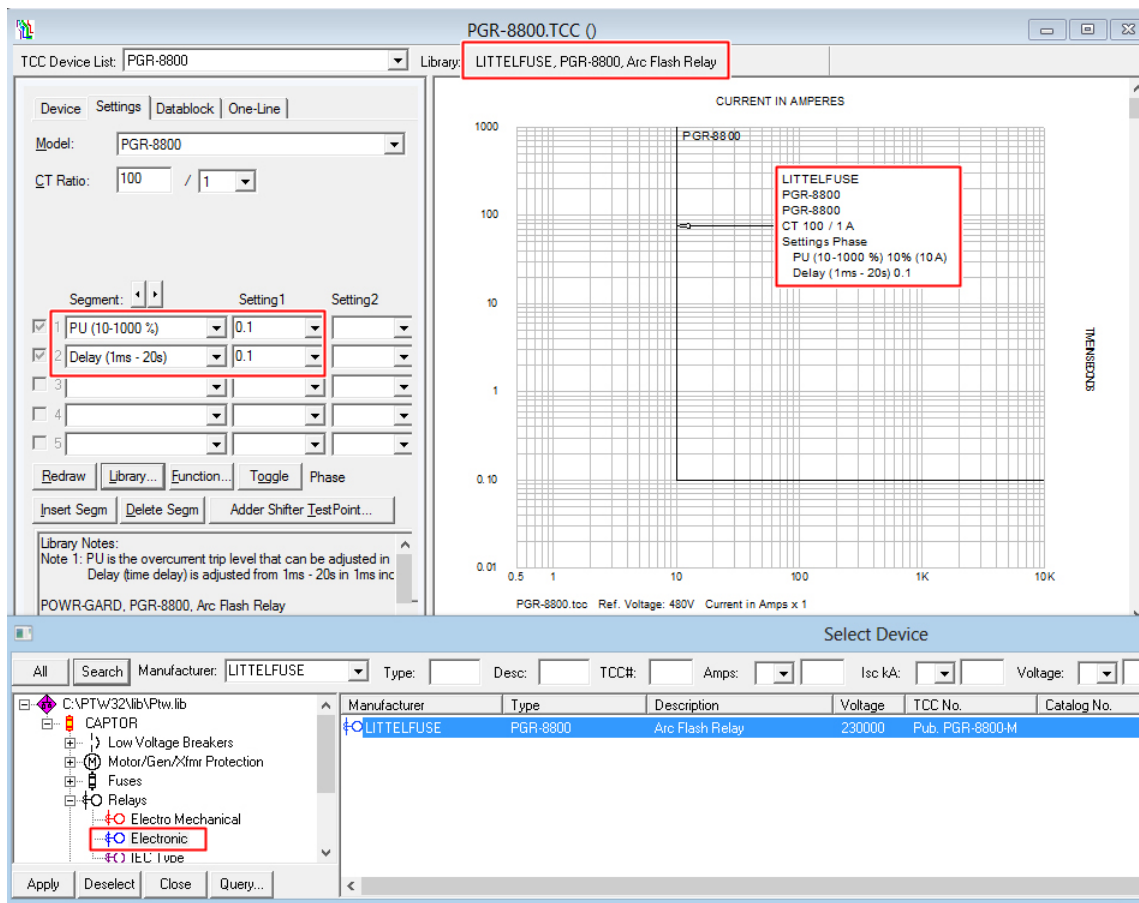 PGR-8800.TCC ()
TCC Device List: PGR-8800
Library: LITTELFUSE, PGR-8800, Arc Flash Relay
Device Settings Datablock One-Line
Model: PGR-8800
CT Ratio: 100 / 1
Segment: Setting1 Setting2
1 PU (10-1000 %) 0.1
2 Delay (1ms - 20s) 0.1
3
4
5
Redraw Library... Function... Toggle Phase
Insert Segm Delete Segm Adder Shifter TestPoint...
Library Notes:
Note 1: PU is the overcurrent trip level that can be adjusted in
Delay (time delay) is adjusted from 1ms - 20s in 1ms inc
POWR-GARD, PGR-8800, Arc Flash Relay
CURRENT IN AMPERES
1000
100
10
1
0.10
0.01
PGR-8800
LITTELFUSE
PGR-8800
PGR-8800
CT 100 / 1 A
Settings Phase
PU (10-1000 %) 10% (10A)
Delay (1ms - 20s) 0.1
TIME IN SECONDS
0.5 1 10 100 1K 10K
PGR-8800.tcc Ref. Voltage: 480V Current in Amps x 1
Select Device
All Search Manufacturer: LITTELFUSE Type: Desc: TCC#: Amps: Isc kA: Voltage:
C:\PTW32\lib\Ptw.lib
CAPTOR
Low Voltage Breakers
Motor/Gen/Xfmr Protection
Fuses
Relays
Electro Mechanical
Electronic
IEC Type
Manufacturer Type Description Voltage TCC No. Catalog No.
LITTELFUSE PGR-8800 Arc Flash Relay 230000 Pub. PGR-8800-M
Apply Deselect Close Query...